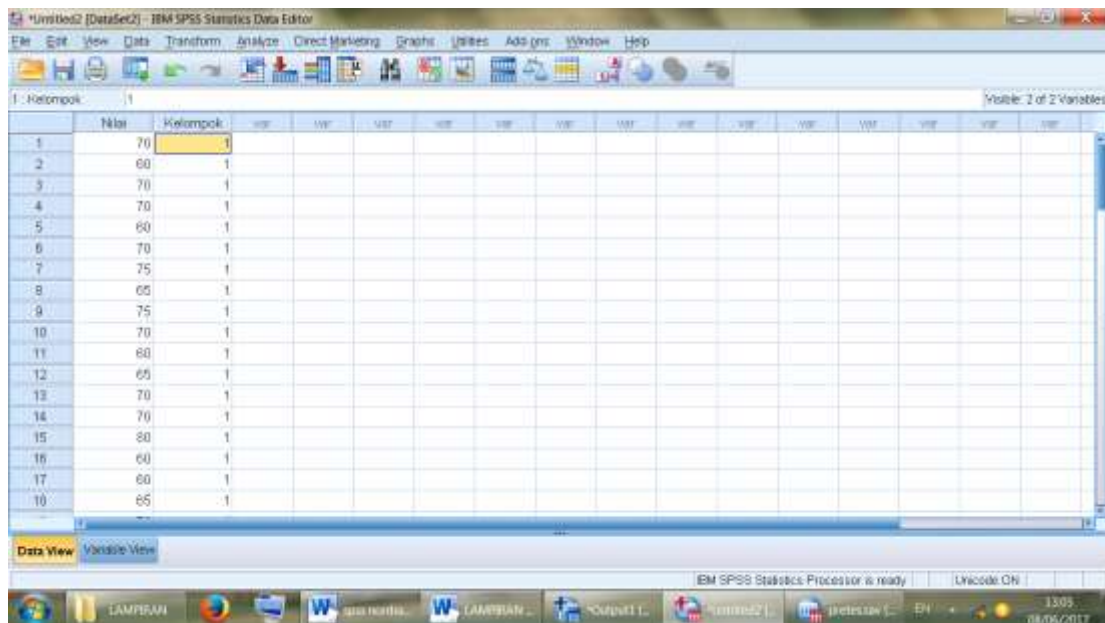 *Untitled2 [DataSet2] - IBM SPSS Statistics Data Editor
File Edit View Data Transform Analyze Direct Marketing Graphs Utilities Add-ons Window Help
1 : Kelompok 1 Visible: 2 of 2 Variables
Nilai Kelompok var var var var var var var var var var var var var var
1 70 1
2 60 1
3 70 1
4 70 1
5 60 1
6 70 1
7 75 1
8 65 1
9 75 1
10 70 1
11 60 1
12 65 1
13 70 1
14 70 1
15 80 1
16 60 1
17 60 1
18 65 1
Data View Variable View
IBM SPSS Statistics Processor is ready Unicode:ON
LAMPIRAN LAMPIRAN ... *Output1 [... *Untitled2 [... pretes.sav [... EN 13:05
08/06/2017